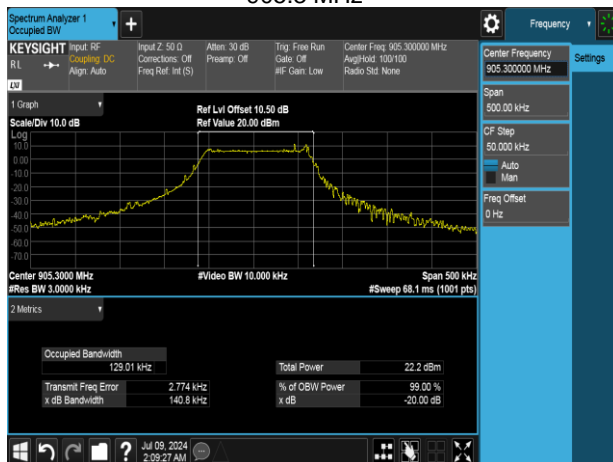 Spectrum Analyzer 1
Occupied BW
+
Frequency
KEYSIGHT
RL
LXI
Input: RF
Coupling: DC
Align: Auto
Input Z: 50 Ω
Corrections: Off
Freq Ref: Int (S)
Atten: 30 dB
Preamp: Off
Trig: Free Run
Gate: Off
#IF Gain: Low
Center Freq: 905.300000 MHz
Avg|Hold: 100/100
Radio Std: None
Center Frequency
905.300000 MHz
Settings
Span
500.00 kHz
CF Step
50.000 kHz
Auto
Man
Freq Offset
0 Hz
1 Graph
Scale/Div 10.0 dB
Ref Lvl Offset 10.50 dB
Ref Value 20.00 dBm
Log
10.0
0.00
-10.0
-20.0
-30.0
-40.0
-50.0
-60.0
-70.0
Center 905.3000 MHz
#Video BW 10.000 kHz
Span 500 kHz
#Res BW 3.0000 kHz
#Sweep 68.1 ms (1001 pts)
2 Metrics
Occupied Bandwidth
129.01 kHz
Total Power 22.2 dBm
Transmit Freq Error 2.774 kHz
% of OBW Power 99.00 %
x dB Bandwidth 140.8 kHz
x dB -20.00 dB
?
Jul 09, 2024
2:09:27 AM